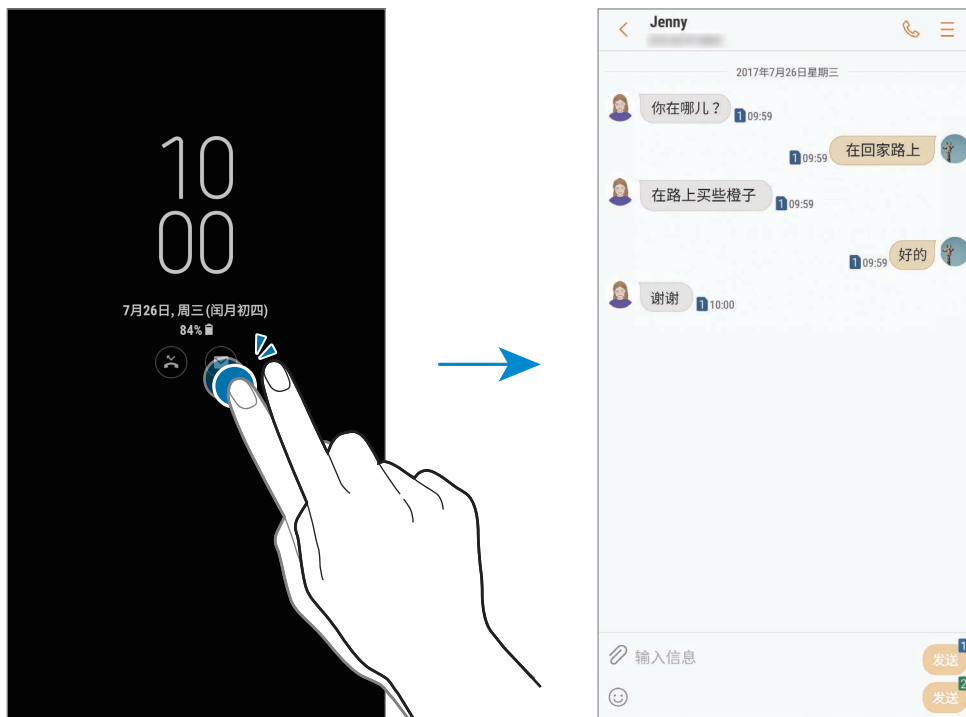 10
00
7月26日, 周三 (闰月初四)
84%
Jenny
2017年7月26日星期三
你在哪儿？
1 09:59
1 09:59
在回家路上
在路上买些橙子
1 09:59
1 09:59
好的
谢谢
1 10:00
输入信息
发送
1
发送
2